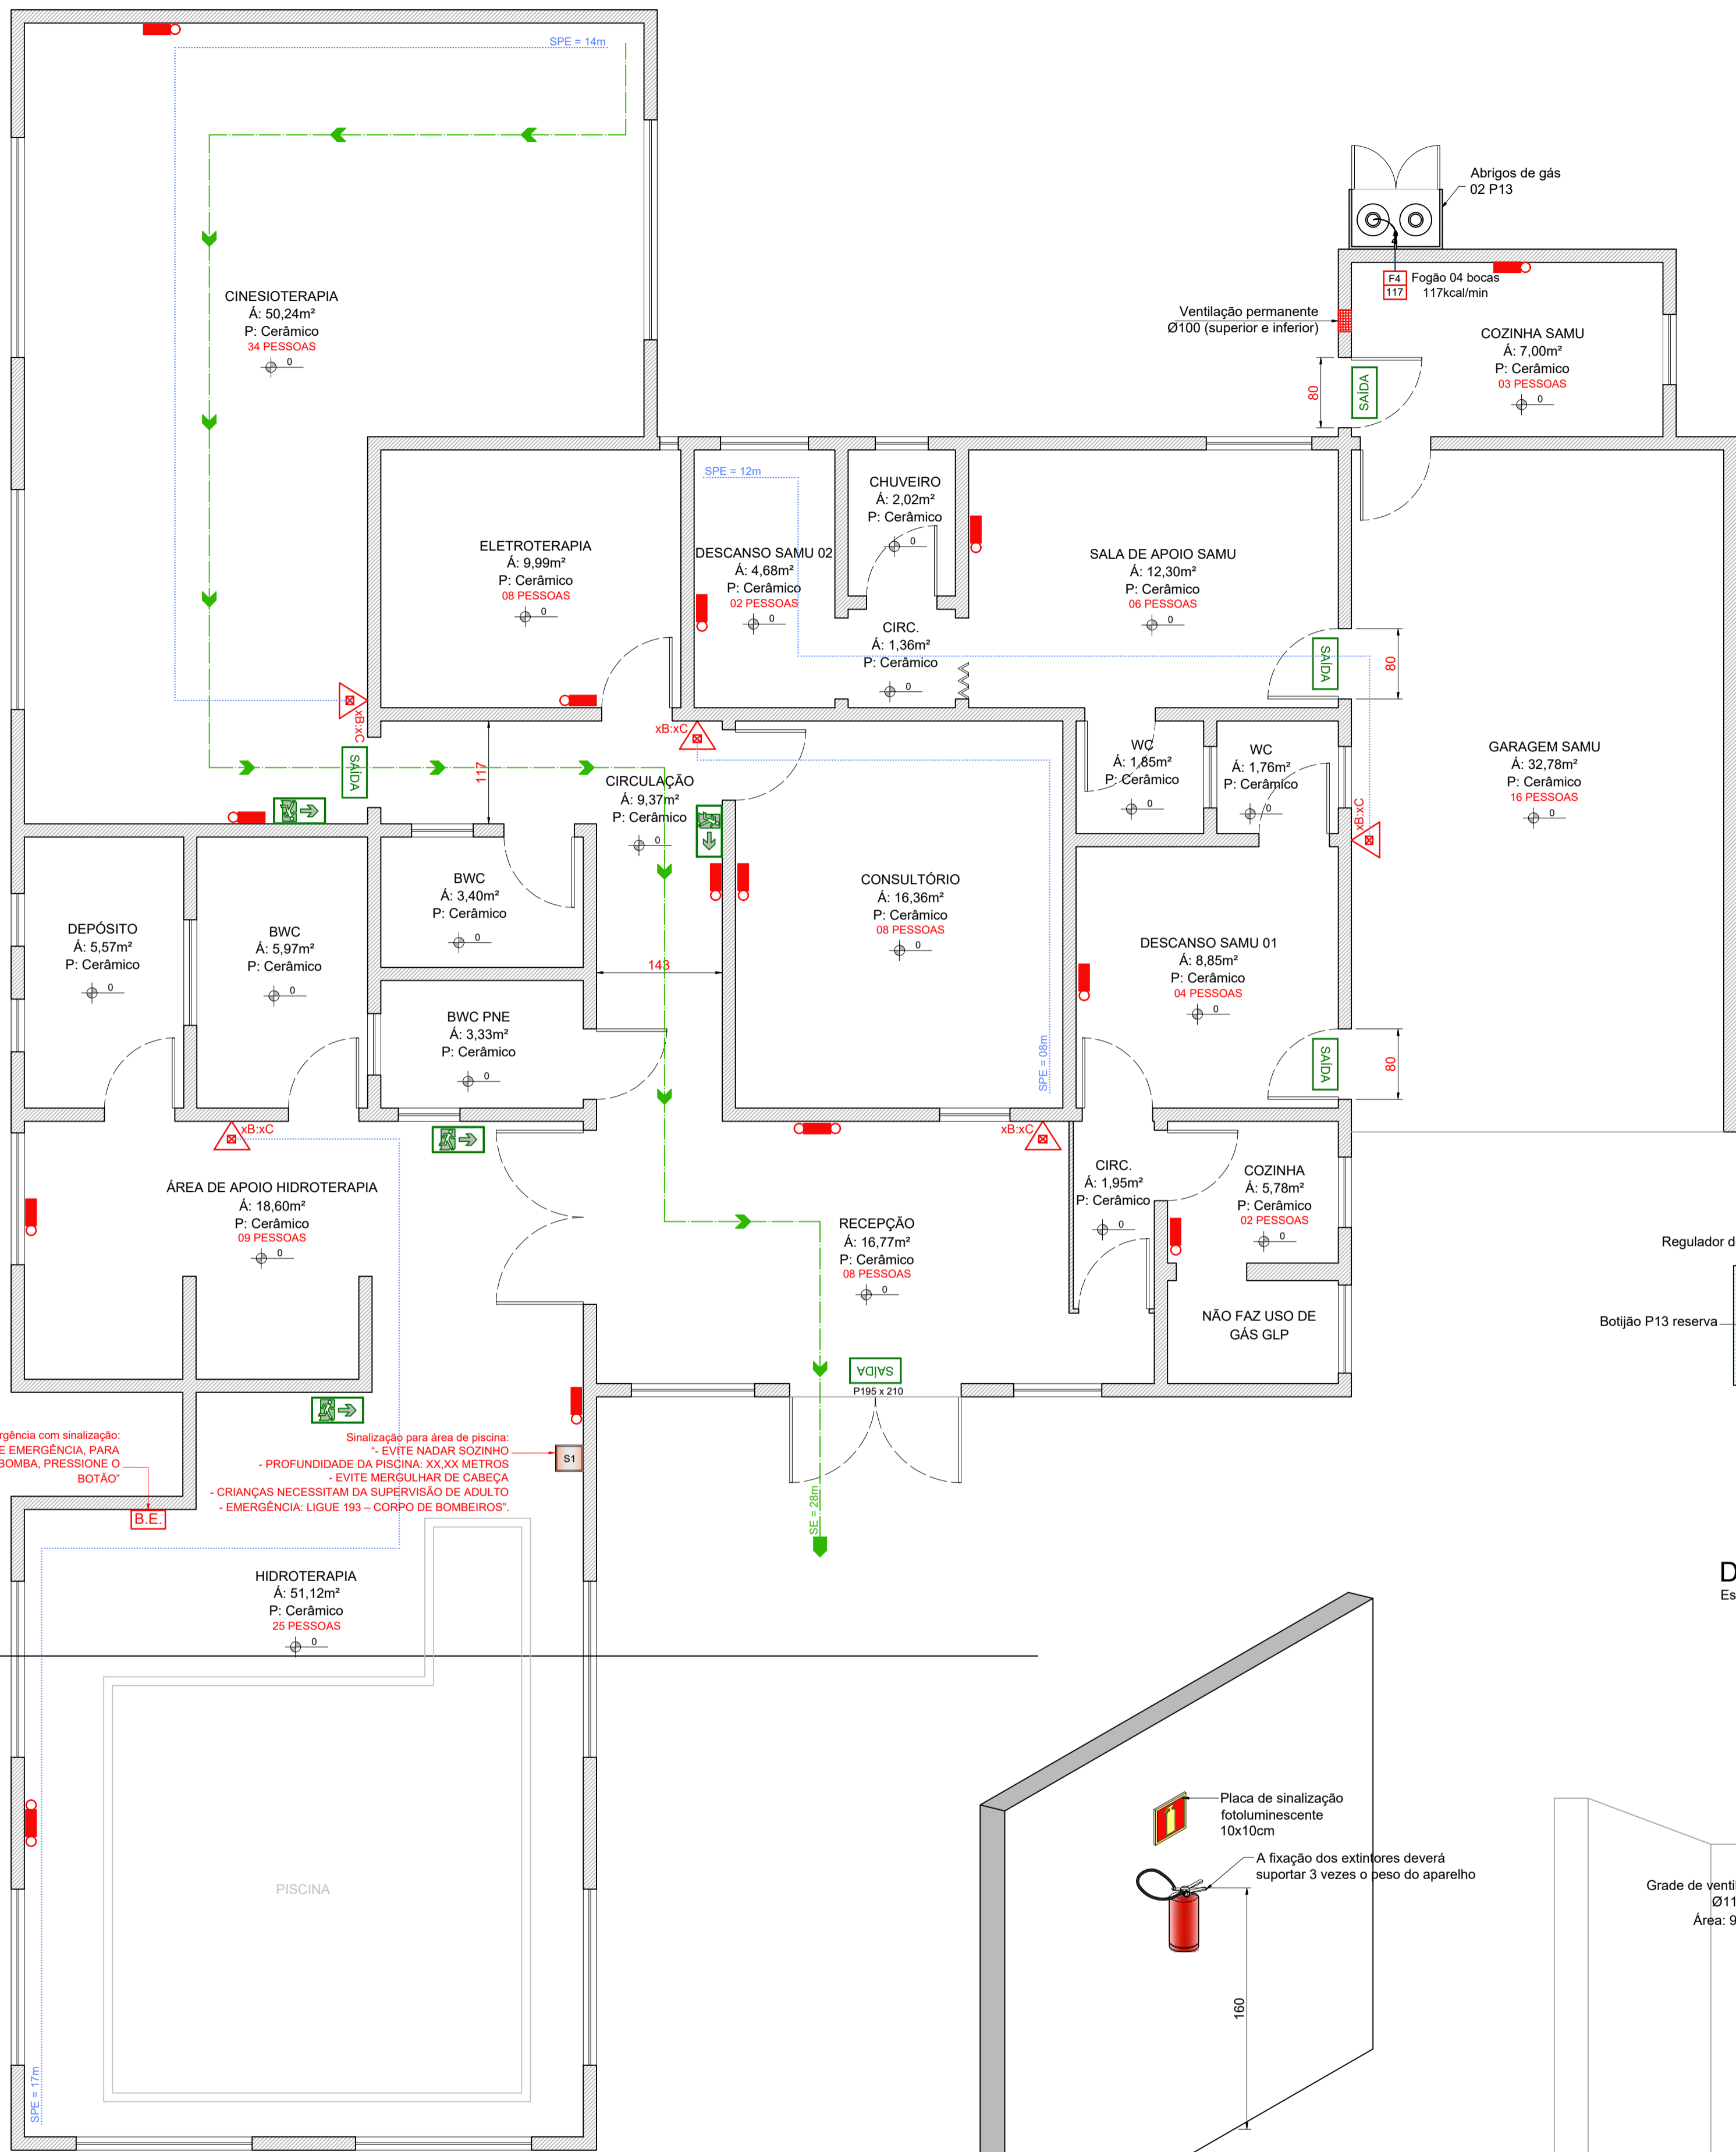 SPE = 14m
CINESIOTERAPIA
Á: 50,24m²
P: Cerâmico
34 PESSOAS
0
Abrigos de gás
02 P13
F4
117
Fogão 04 bocas
117kcal/min
Ventilação permanente
Ø100 (superior e inferior)
COZINHA SAMU
Á: 7,00m²
P: Cerâmico
03 PESSOAS
0
80
SAÍDA
ELETROTERAPIA
Á: 9,99m²
P: Cerâmico
08 PESSOAS
0
SPE = 12m
DESCANSO SAMU 02
Á: 4,68m²
P: Cerâmico
02 PESSOAS
0
CHUVEIRO
Á: 2,02m²
P: Cerâmico
0
CIRC.
Á: 1,36m²
P: Cerâmico
0
SALA DE APOIO SAMU
Á: 12,30m²
P: Cerâmico
06 PESSOAS
0
SAÍDA
80
xB:xC
SAÍDA
117
xB:xC
CIRCULAÇÃO
Á: 9,37m²
P: Cerâmico
0
WC
Á: 1,85m²
P: Cerâmico
0
WC
Á: 1,76m²
P: Cerâmico
0
xB:xC
GARAGEM SAMU
Á: 32,78m²
P: Cerâmico
16 PESSOAS
0
DEPÓSITO
Á: 5,57m²
P: Cerâmico
0
BWC
Á: 5,97m²
P: Cerâmico
0
BWC
Á: 3,40m²
P: Cerâmico
0
143
CONSULTÓRIO
Á: 16,36m²
P: Cerâmico
08 PESSOAS
0
SPE = 08m
DESCANSO SAMU 01
Á: 8,85m²
P: Cerâmico
04 PESSOAS
0
SAÍDA
80
BWC PNE
Á: 3,33m²
P: Cerâmico
0
xB:xC
xB:xC
ÁREA DE APOIO HIDROTERAPIA
Á: 18,60m²
P: Cerâmico
09 PESSOAS
0
RECEPÇÃO
Á: 16,77m²
P: Cerâmico
08 PESSOAS
0
CIRC.
Á: 1,95m²
P: Cerâmico
0
COZINHA
Á: 5,78m²
P: Cerâmico
02 PESSOAS
0
NÃO FAZ USO DE
GÁS GLP
Regulador d
Botijão P13 reserva
SAÍDA
P195 x 210
SE = 28m
rgência com sinalização:
E EMERGÊNCIA, PARA
BOMBA, PRESSIONE O
BOTÃO"
B.E.
Sinalização para área de piscina:
"- EVITE NADAR SOZINHO
- PROFUNDIDADE DA PISCINA: XX,XX METROS
- EVITE MERGULHAR DE CABEÇA
- CRIANÇAS NECESSITAM DA SUPERVISÃO DE ADULTO
- EMERGÊNCIA: LIGUE 193 – CORPO DE BOMBEIROS".
S1
HIDROTERAPIA
Á: 51,12m²
P: Cerâmico
25 PESSOAS
0
PISCINA
SPE = 17m
D
Es
Placa de sinalização
fotoluminescente
10x10cm
A fixação dos extintores deverá
suportar 3 vezes o peso do aparelho
160
Grade de venti
Ø11
Área: 9